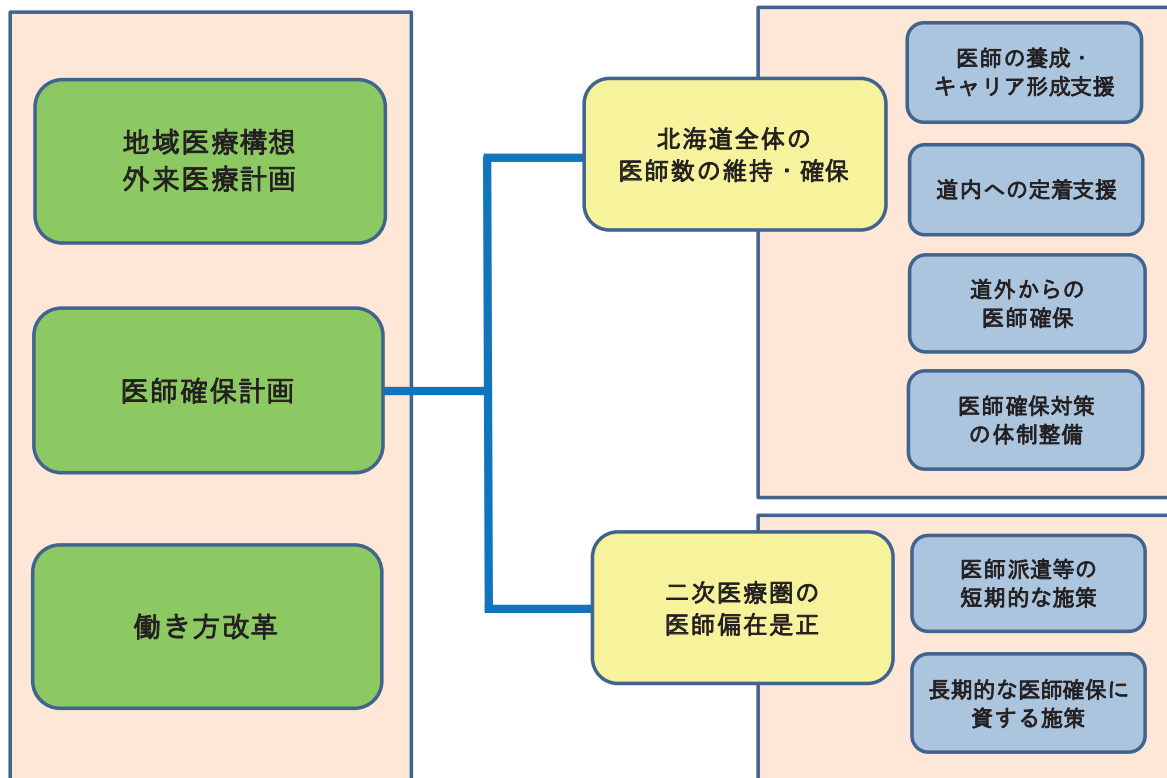 地域医療構想
外来医療計画
医師確保計画
働き方改革
北海道全体の
医師数の維持・確保
医師の養成・
キャリア形成支援
道内への定着支援
道外からの
医師確保
医師確保対策
の体制整備
二次医療圏の
医師偏在是正
医師派遣等の
短期的な施策
長期的な医師確保に
資する施策